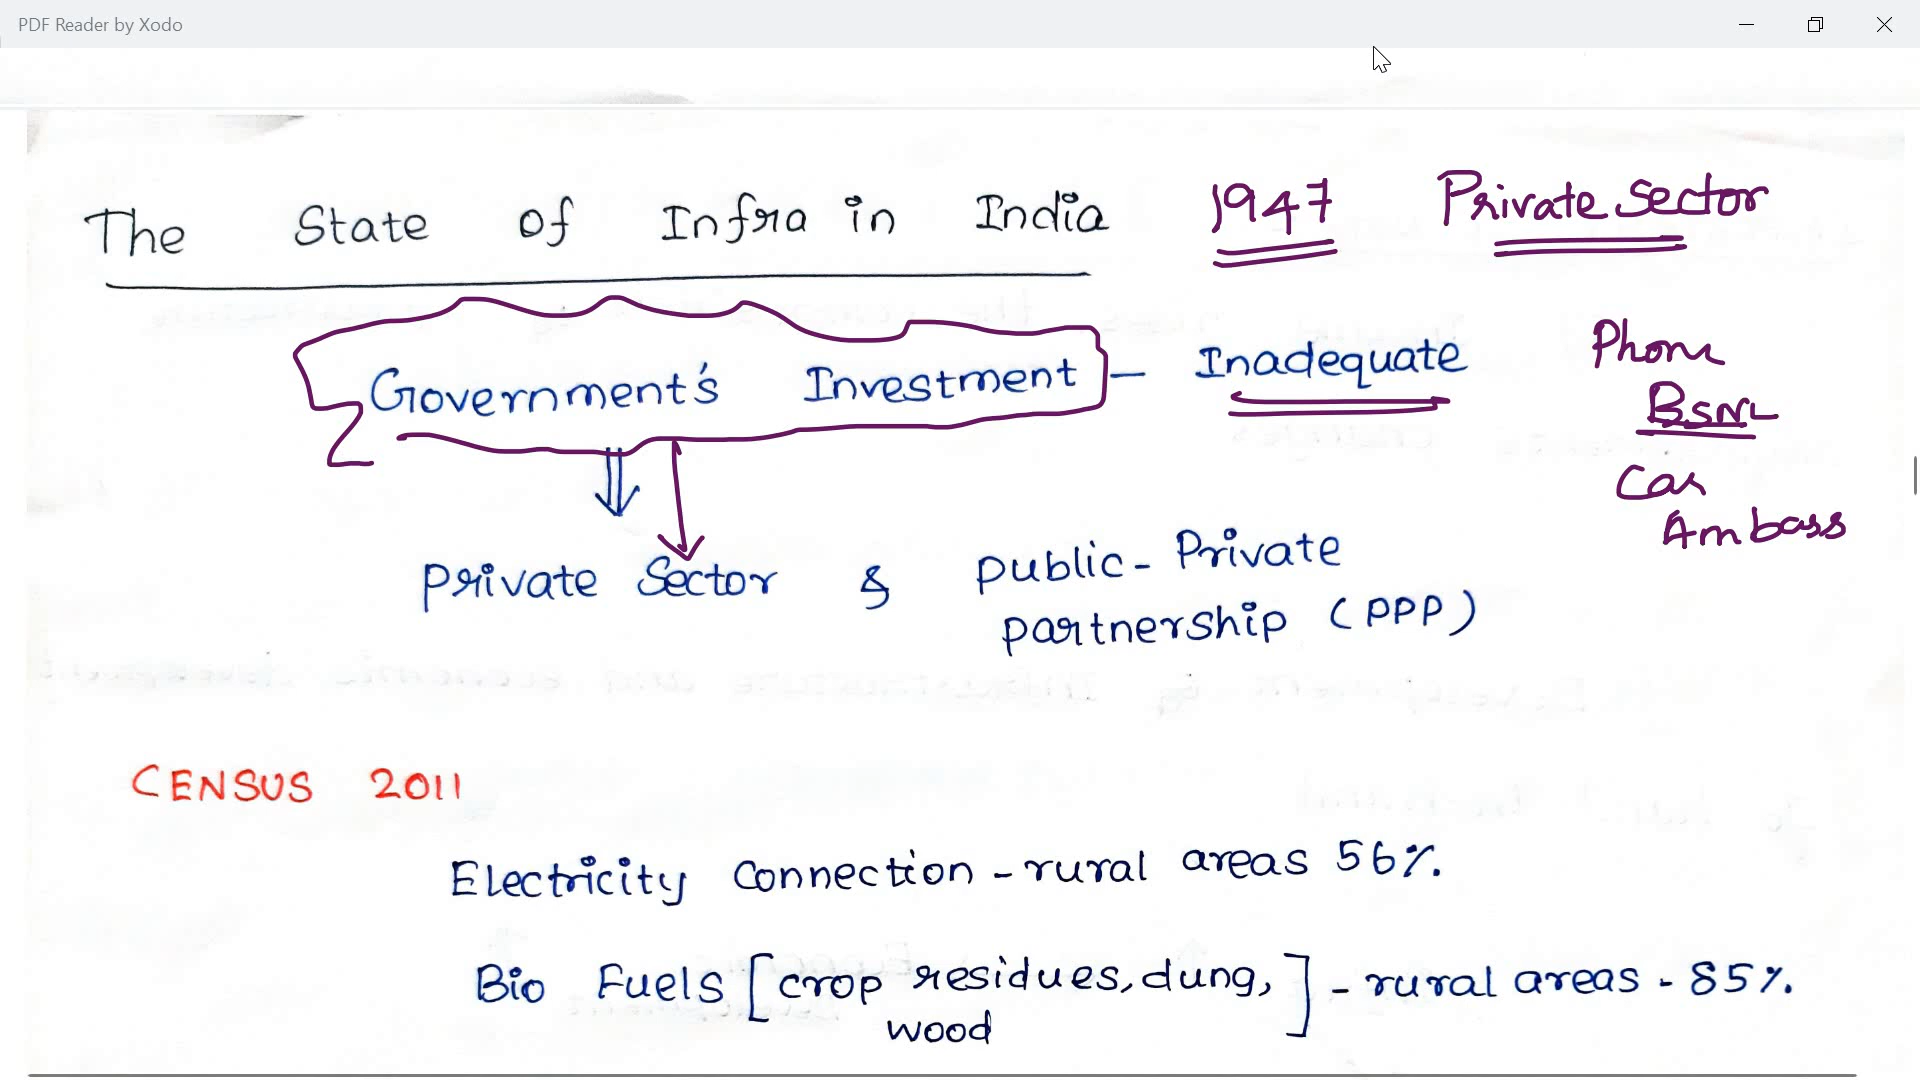 PDF Reader by Xodo
The State of Infra in India 1947 Private Sector
Government's Investment - Inadequate
Phone
BSNL
Car
Ambass
Private Sector & Public-Private
Partnership (PPP)
CENSUS 2011
Electricity Connection - rural areas 56%.
Bio Fuels [crop residues, dung,] - rural areas - 85%.
wood